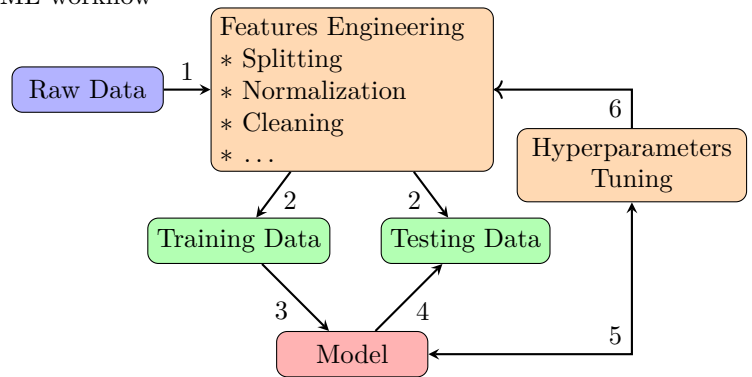 ML workflow
Features Engineering
∗ Splitting
∗ Normalization
∗ Cleaning
∗ ...
Raw Data
1
6
Hyperparameters
Tuning
2
2
Training Data
Testing Data
3
4
5
Model